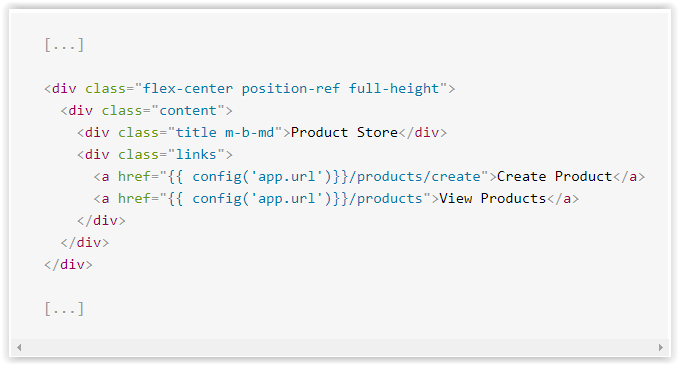 [...]
<div class="flex-center position-ref full-height">
<div class="content">
<div class="title m-b-md">Product Store</div>
<div class="links">
<a href="{{ config('app.url')}}/products/create">Create Product</a>
<a href="{{ config('app.url')}}/products">View Products</a>
</div>
</div>
</div>
[...]